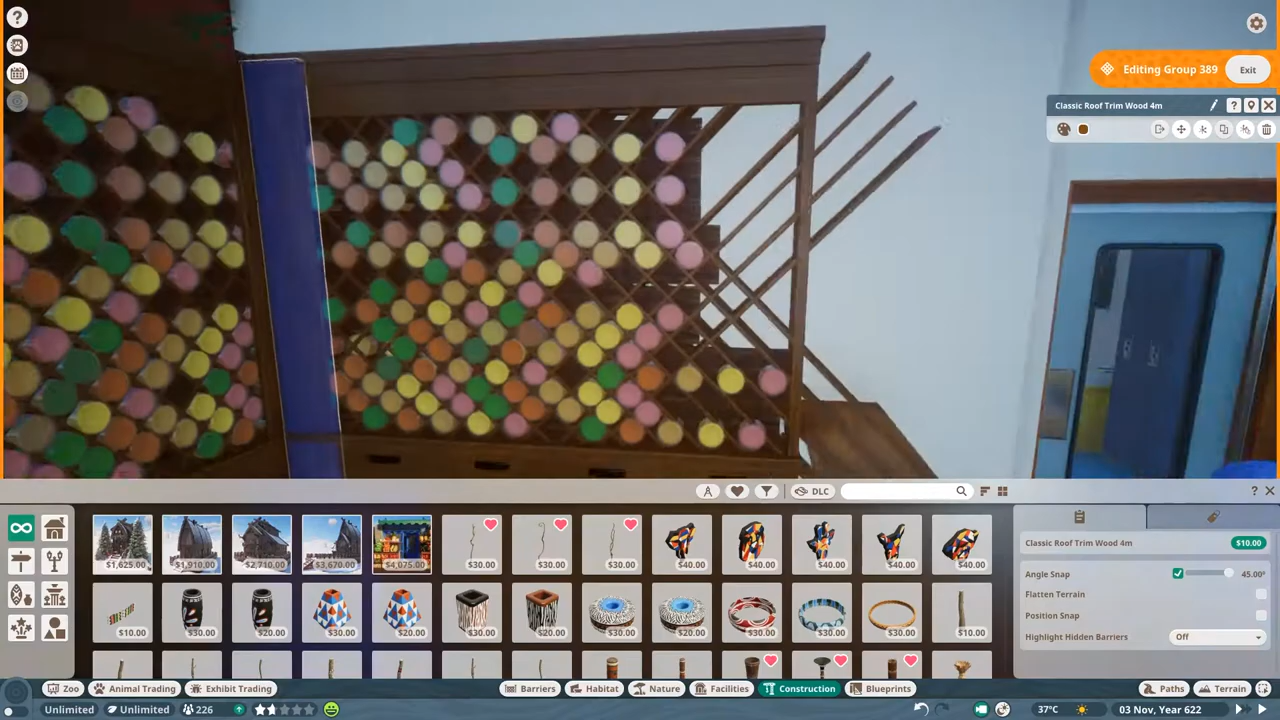 Editing Group 389
Exit
Classic Roof Trim Wood 4m
?
DLC
?
$1,625.00 $1,910.00 $2,710.00 $3,670.00 $4,075.00 $30.00 $30.00 $30.00 $40.00 $40.00 $40.00 $40.00 $40.00
$10.00 $30.00 $20.00 $30.00 $20.00 $30.00 $30.00 $30.00 $30.00 $30.00 $30.00 $30.00 $10.00
Classic Roof Trim Wood 4m $10.00
Angle Snap 45.00°
Flatten Terrain
Position Snap
Highlight Hidden Barriers Off
Zoo Animal Trading Exhibit Trading Barriers Habitat Nature Facilities Construction Blueprints Paths Terrain
Unlimited Unlimited 226 37°C 03 Nov, Year 622